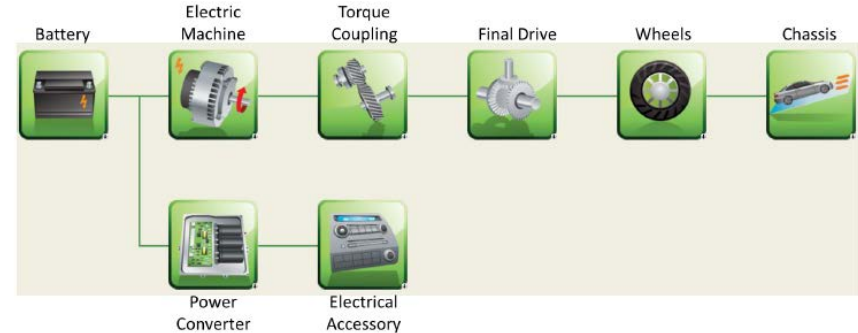 Battery
Electric
Machine
Torque
Coupling
Final Drive
Wheels
Chassis
Power
Converter
Electrical
Accessory